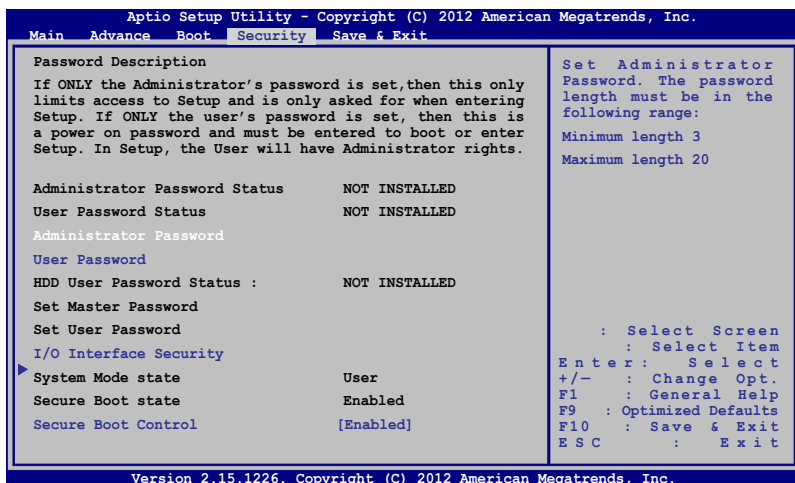 Aptio Setup Utility - Copyright (C) 2012 American Megatrends, Inc.
Main Advance Boot Security Save & Exit
Password Description
If ONLY the Administrator's password is set,then this only
limits access to Setup and is only asked for when entering
Setup. If ONLY the user's password is set, then this is
a power on password and must be entered to boot or enter
Setup. In Setup, the User will have Administrator rights.
Administrator Password Status NOT INSTALLED
User Password Status NOT INSTALLED
Administrator Password
User Password
HDD User Password Status : NOT INSTALLED
Set Master Password
Set User Password
I/O Interface Security
System Mode state User
Secure Boot state Enabled
Secure Boot Control [Enabled]
Set Administrator
Password. The password
length must be in the
following range:
Minimum length 3
Maximum length 20
: Select Screen
: Select Item
Enter: Select
+/— : Change Opt.
F1 : General Help
F9 : Optimized Defaults
F10 : Save & Exit
ESC : Exit
Version 2.15.1226. Copyright (C) 2012 American Megatrends, Inc.